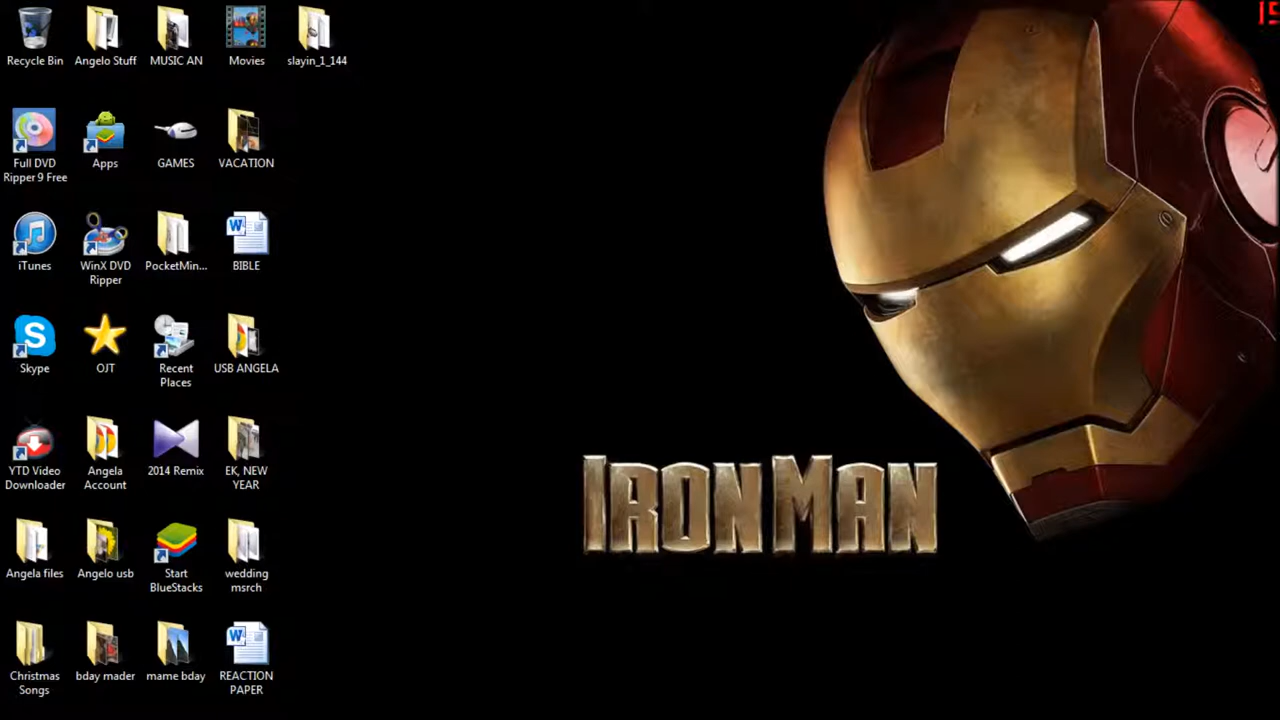 Recycle Bin
Angelo Stuff
MUSIC AN
Movies
slayin_1_144
15
Full DVD
Ripper 9 Free
Apps
GAMES
VACATION
iTunes
WinX DVD
Ripper
PocketMin...
BIBLE
Skype
OJT
Recent
Places
USB ANGELA
YTD Video
Downloader
Angela
Account
2014 Remix
EK, NEW
YEAR
IRON MAN
Angela files
Angelo usb
Start
BlueStacks
wedding
msrch
Christmas
Songs
bday mader
mame bday
REACTION
PAPER